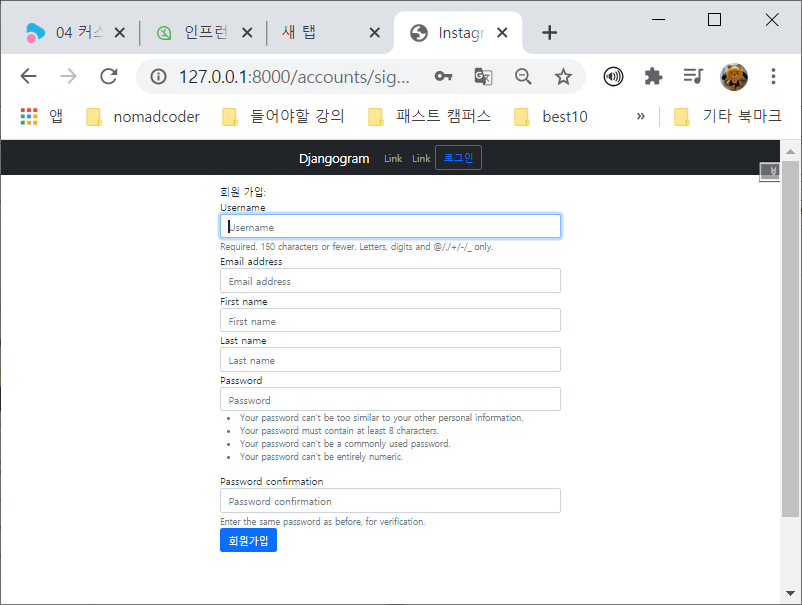 04 커스
인프런
새 탭
Instagr
127.0.0.1:8000/accounts/sig...
앱
nomadcoder
들어야할 강의
패스트 캠퍼스
best10
»
기타 북마크
Djangogram
Link
Link
로그인
회원 가입:
Username
Username
Required. 150 characters or fewer. Letters, digits and @/./+/-/_ only.
Email address
Email address
First name
First name
Last name
Last name
Password
Password
• Your password can't be too similar to your other personal information.
• Your password must contain at least 8 characters.
• Your password can't be a commonly used password.
• Your password can't be entirely numeric.
Password confirmation
Password confirmation
Enter the same password as before, for verification.
회원가입